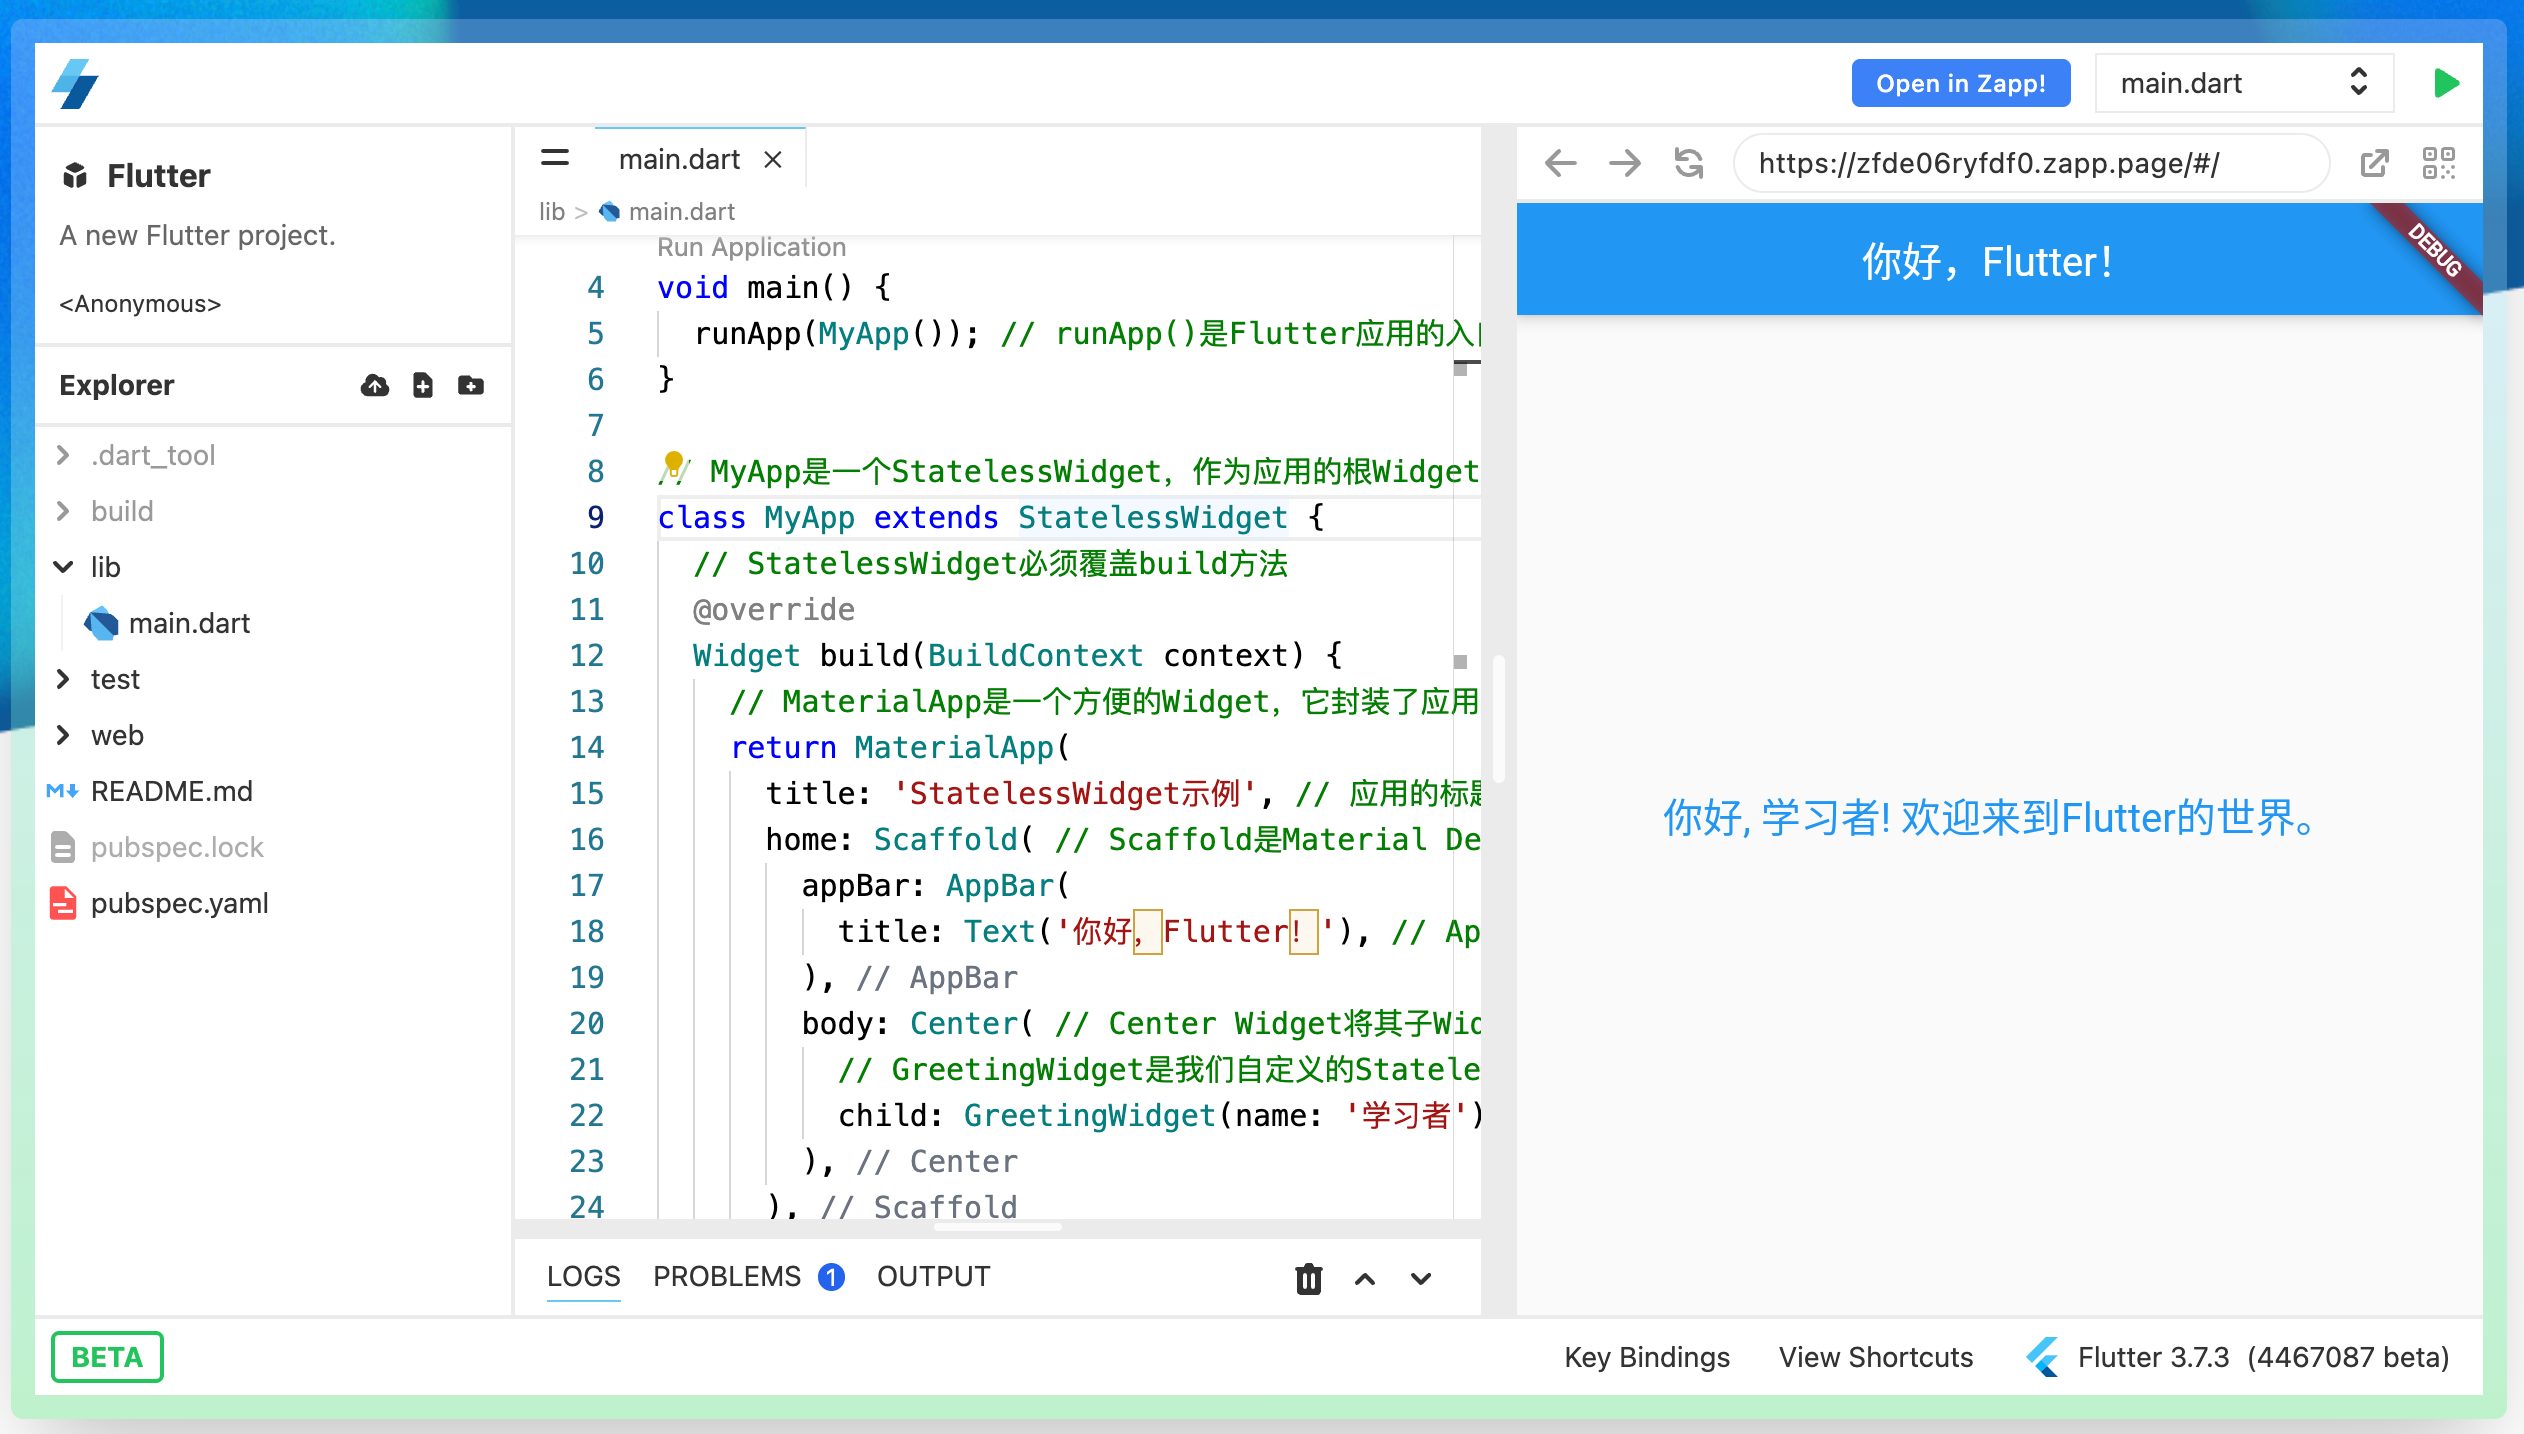 Open in Zapp!
main.dart
Flutter
A new Flutter project.
<Anonymous>
Explorer
.dart_tool
build
lib
main.dart
test
web
README.md
pubspec.lock
pubspec.yaml
main.dart
lib > main.dart
Run Application
4 void main() {
5 runApp(MyApp()); // runApp()是Flutter应用的入
6 }
7
8 // MyApp是一个StatelessWidget，作为应用的根Widget
9 class MyApp extends StatelessWidget {
10 // StatelessWidget必须覆盖build方法
11 @override
12 Widget build(BuildContext context) {
13 // MaterialApp是一个方便的Widget，它封装了应用
14 return MaterialApp(
15 title: 'StatelessWidget示例', // 应用的标
16 home: Scaffold( // Scaffold是Material De
17 appBar: AppBar(
18 title: Text('你好，Flutter！'), // Ap
19 ), // AppBar
20 body: Center( // Center Widget将其子Wid
21 // GreetingWidget是我们自定义的Statele
22 child: GreetingWidget(name: '学习者')
23 ), // Center
24 ), // Scaffold
LOGS PROBLEMS 1 OUTPUT
https://zfde06ryfdf0.zapp.page/#/
你好，Flutter！
DEBUG
你好, 学习者! 欢迎来到Flutter的世界。
BETA
Key Bindings View Shortcuts Flutter 3.7.3 (4467087 beta)